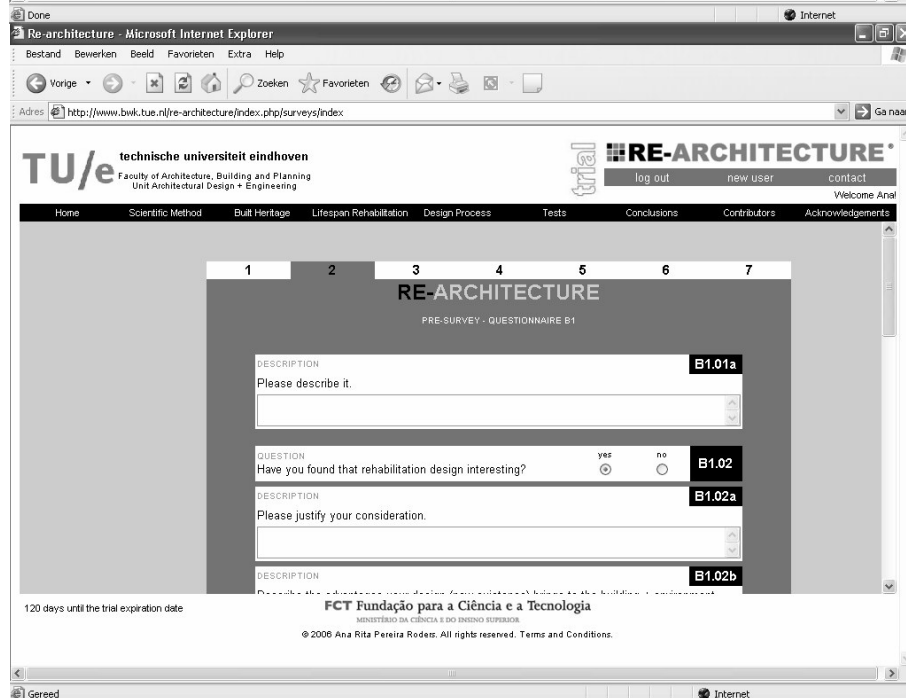 Done Internet
Re-architecture - Microsoft Internet Explorer
Bestand Bewerken Beeld Favorieten Extra Help
Vorige Zoeken Favorieten
Adres http://www.bwk.tue.nl/re-architecture/index.php/surveys/index Ga naar
TU/e technische universiteit eindhoven
Faculty of Architecture, Building and Planning
Unit Architectural Design + Engineering
trial
RE-ARCHITECTURE
log out new user contact
Welcome Ana!
Home Scientific Method Built Heritage Lifespan Rehabilitation Design Process Tests Conclusions Contributors Acknowledgements
1 2 3 4 5 6 7
RE-ARCHITECTURE
PRE-SURVEY - QUESTIONNAIRE B1
DESCRIPTION B1.01a
Please describe it.
QUESTION yes no B1.02
Have you found that rehabilitation design interesting?
DESCRIPTION B1.02a
Please justify your consideration.
DESCRIPTION B1.02b
120 days until the trial expiration date
FCT Fundação para a Ciência e a Tecnologia
MINISTÉRIO DA CIÊNCIA E DO ENSINO SUPERIOR
© 2006 Ana Rita Pereira Roders. All rights reserved. Terms and Conditions.
Gereed Internet